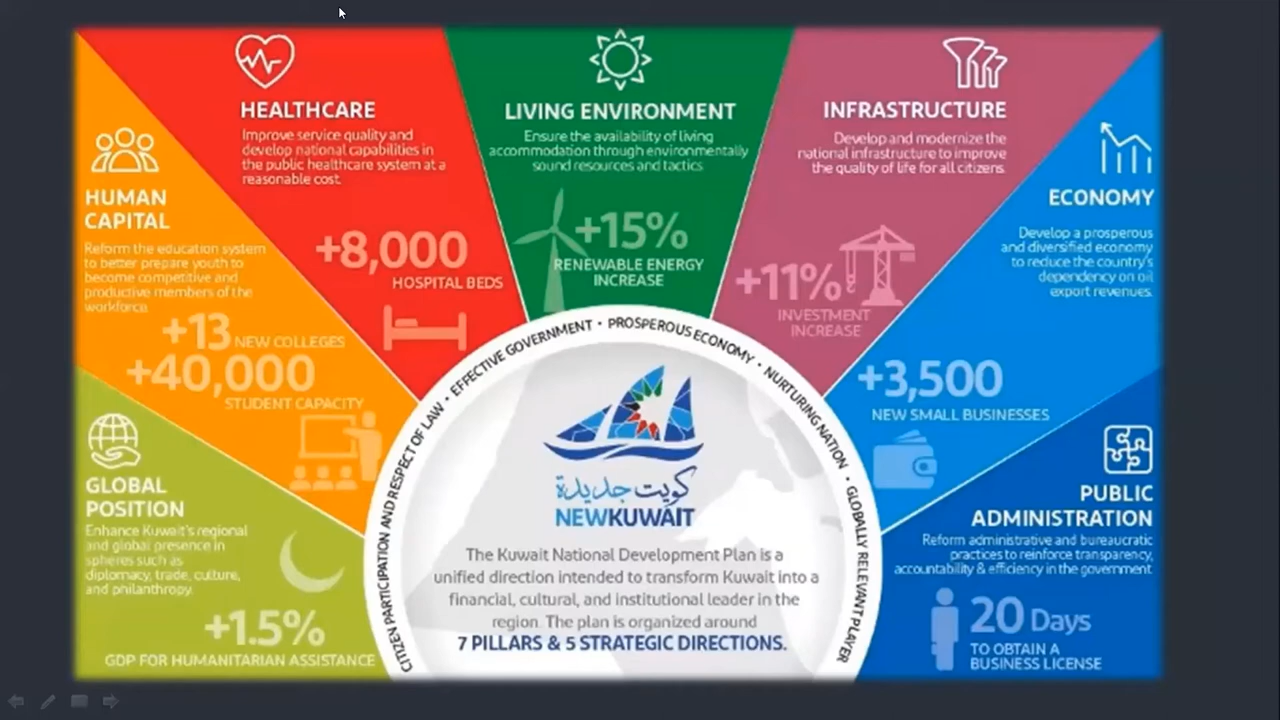 HEALTHCARE
Improve service quality and
develop national capabilities in
the public healthcare system at a
reasonable cost.
+8,000
HOSPITAL BEDS
LIVING ENVIRONMENT
Ensure the availability of living
accommodation through environmentally
sound resources and tactics
+15%
RENEWABLE ENERGY
INCREASE
INFRASTRUCTURE
Develop and modernize the
national infrastructure to improve
the quality of life for all citizens.
+11%
INVESTMENT
INCREASE
HUMAN
CAPITAL
Reform the education system
to better prepare youth to
become competitive and
productive members of the
workforce.
+13 NEW COLLEGES
+40,000
STUDENT CAPACITY
ECONOMY
Develop a prosperous
and diversified economy
to reduce the country's
dependency on oil
export revenues.
+3,500
NEW SMALL BUSINESSES
GLOBAL
POSITION
Enhance Kuwait's regional
and global presence in
spheres such as
diplomacy, trade, culture,
and philanthropy.
+1.5%
GDP FOR HUMANITARIAN ASSISTANCE
PUBLIC
ADMINISTRATION
Reform administrative and bureaucratic
practices to reinforce transparency,
accountability & efficiency in the government
20 Days
TO OBTAIN A
BUSINESS LICENSE
CITIZEN PARTICIPATION AND RESPECT OF LAW • EFFECTIVE GOVERNMENT • PROSPEROUS ECONOMY • NURTURING NATION • GLOBALLY RELEVANT PLAYER
كويت جديدة
NEWKUWAIT
The Kuwait National Development Plan is a
unified direction intended to transform Kuwait into a
financial, cultural, and institutional leader in the
region. The plan is organized around
7 PILLARS & 5 STRATEGIC DIRECTIONS.